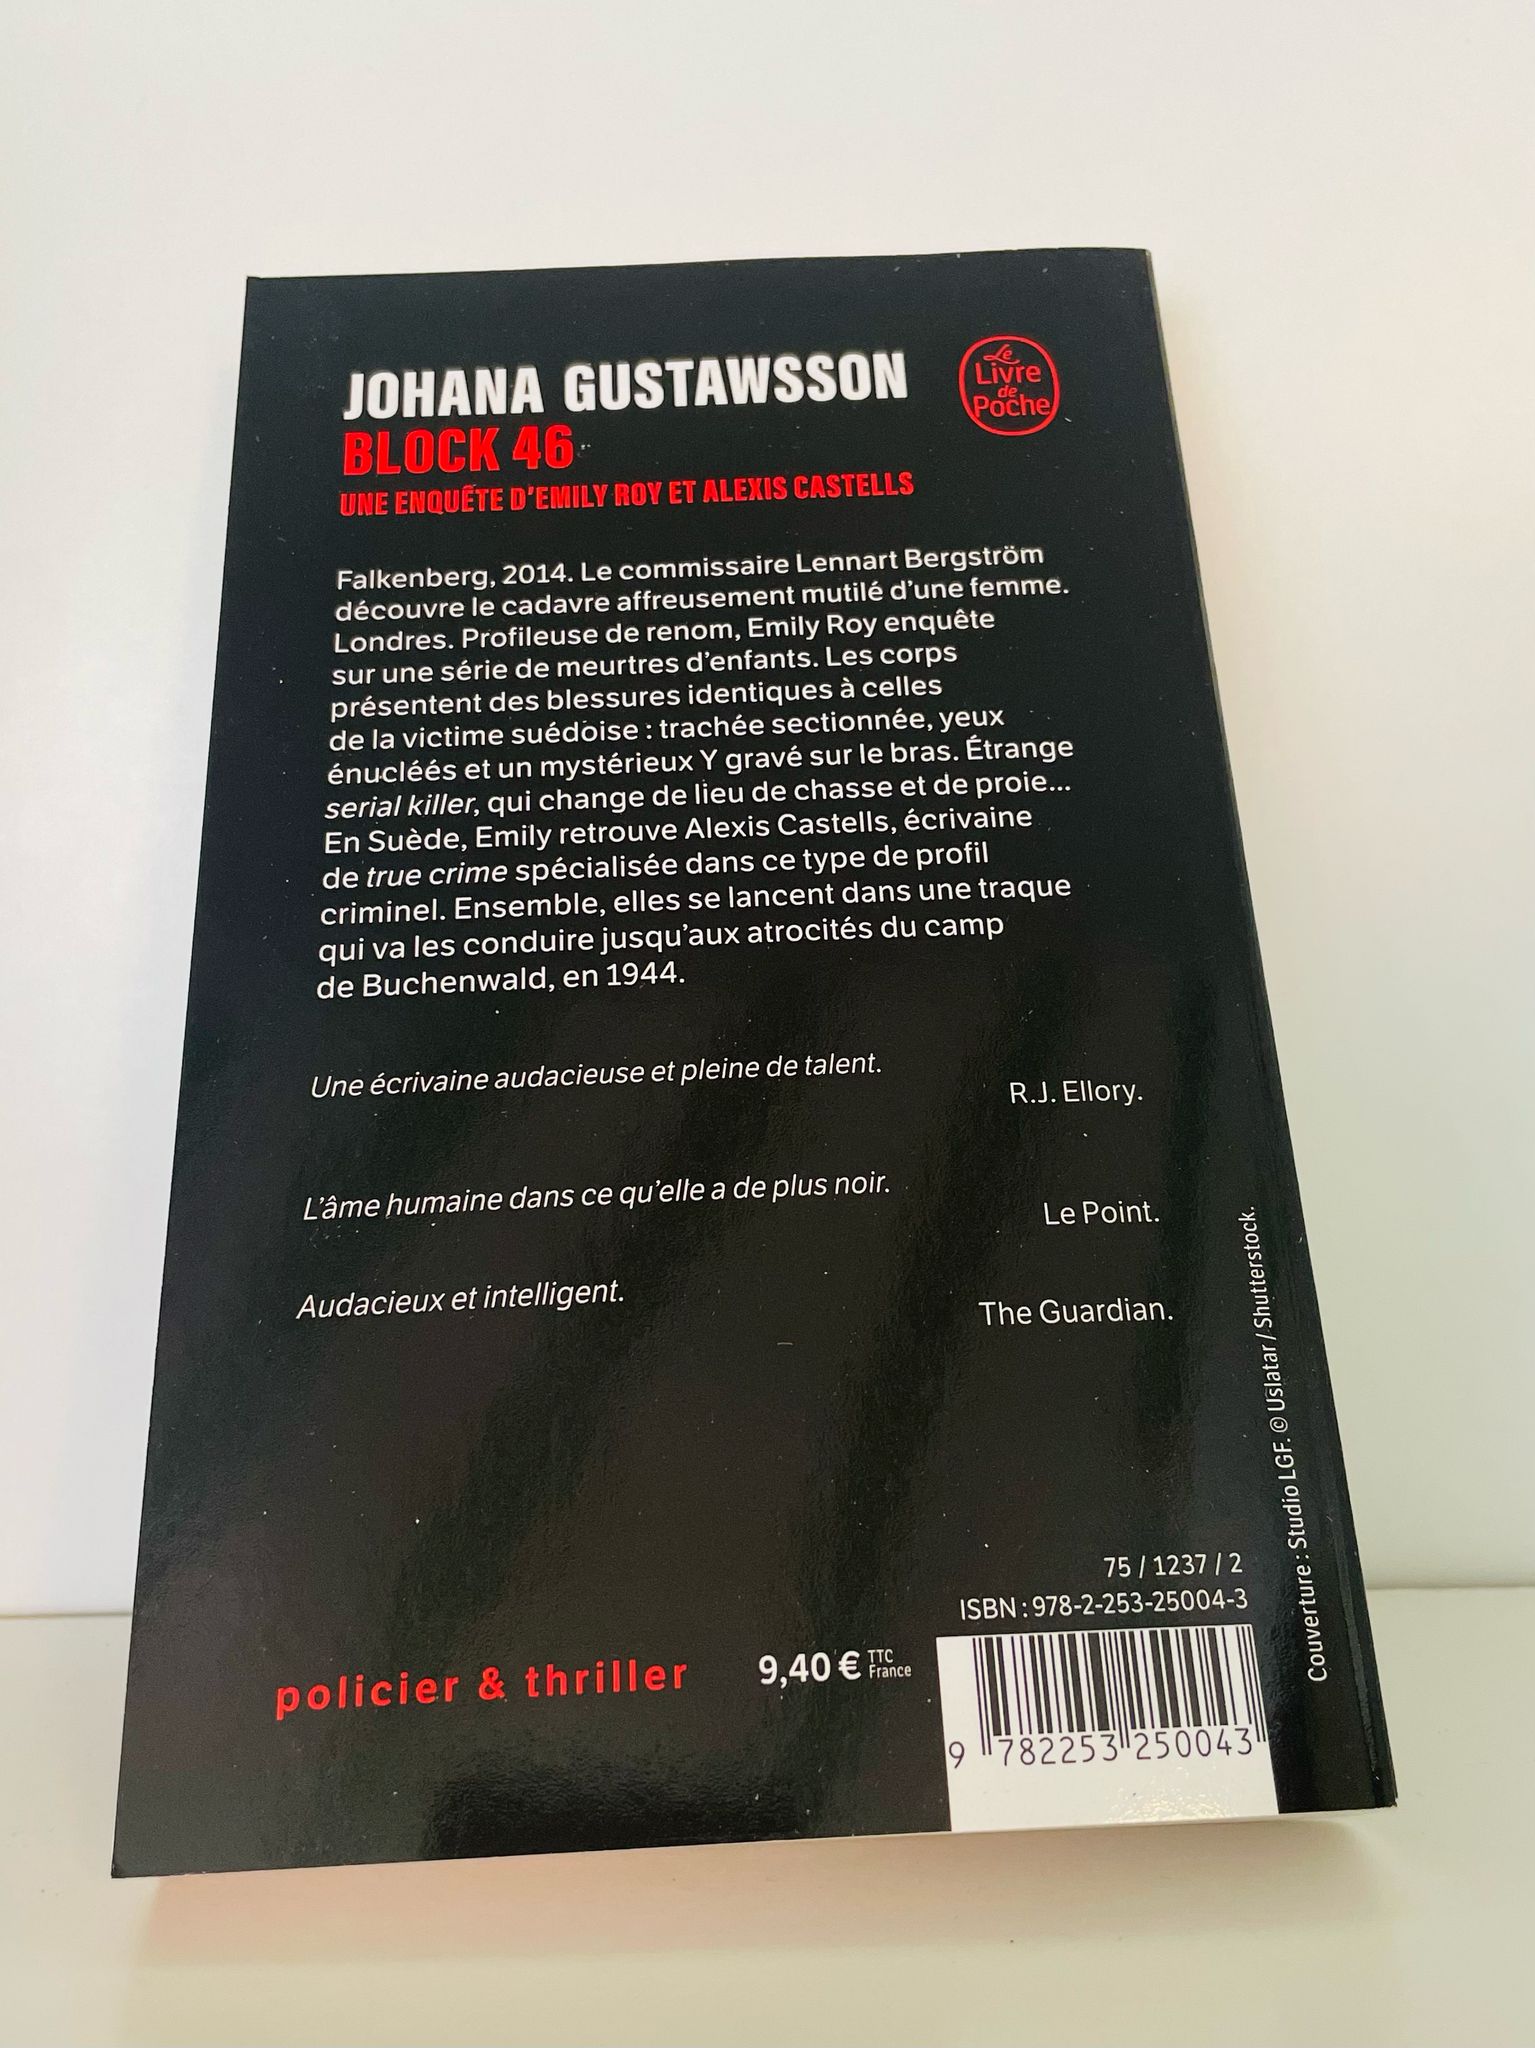 JOHANA GUSTAWSSON
BLOCK 46
UNE ENQUÊTE D'EMILY ROY ET ALEXIS CASTELLS
Le
Livre
de
Poche
Falkenberg, 2014. Le commissaire Lennart Bergström
découvre le cadavre affreusement mutilé d'une femme.
Londres. Profileuse de renom, Emily Roy enquête
sur une série de meurtres d'enfants. Les corps
présentent des blessures identiques à celles
de la victime suédoise : trachée sectionnée, yeux
énucléés et un mystérieux Y gravé sur le bras. Étrange
serial killer, qui change de lieu de chasse et de proie...
En Suède, Emily retrouve Alexis Castells, écrivaine
de true crime spécialisée dans ce type de profil
criminel. Ensemble, elles se lancent dans une traque
qui va les conduire jusqu'aux atrocités du camp
de Buchenwald, en 1944.
Une écrivaine audacieuse et pleine de talent.
R.J. Ellory.
L'âme humaine dans ce qu'elle a de plus noir.
Le Point.
Audacieux et intelligent.
The Guardian.
Couverture : Studio LGF. © Uslatar / Shutterstock.
75 / 1237 / 2
ISBN : 978-2-253-25004-3
policier & thriller
9,40 € TTC
France
9 782253 250043